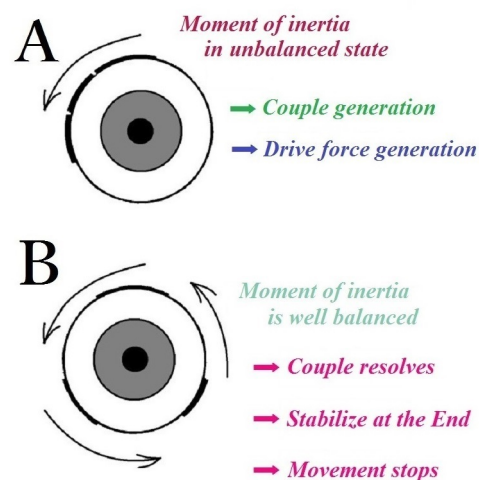 A
Moment of inertia
in unbalanced state
Couple generation
Drive force generation
B
Moment of inertia
is well balanced
Couple resolves
Stabilize at the End
Movement stops